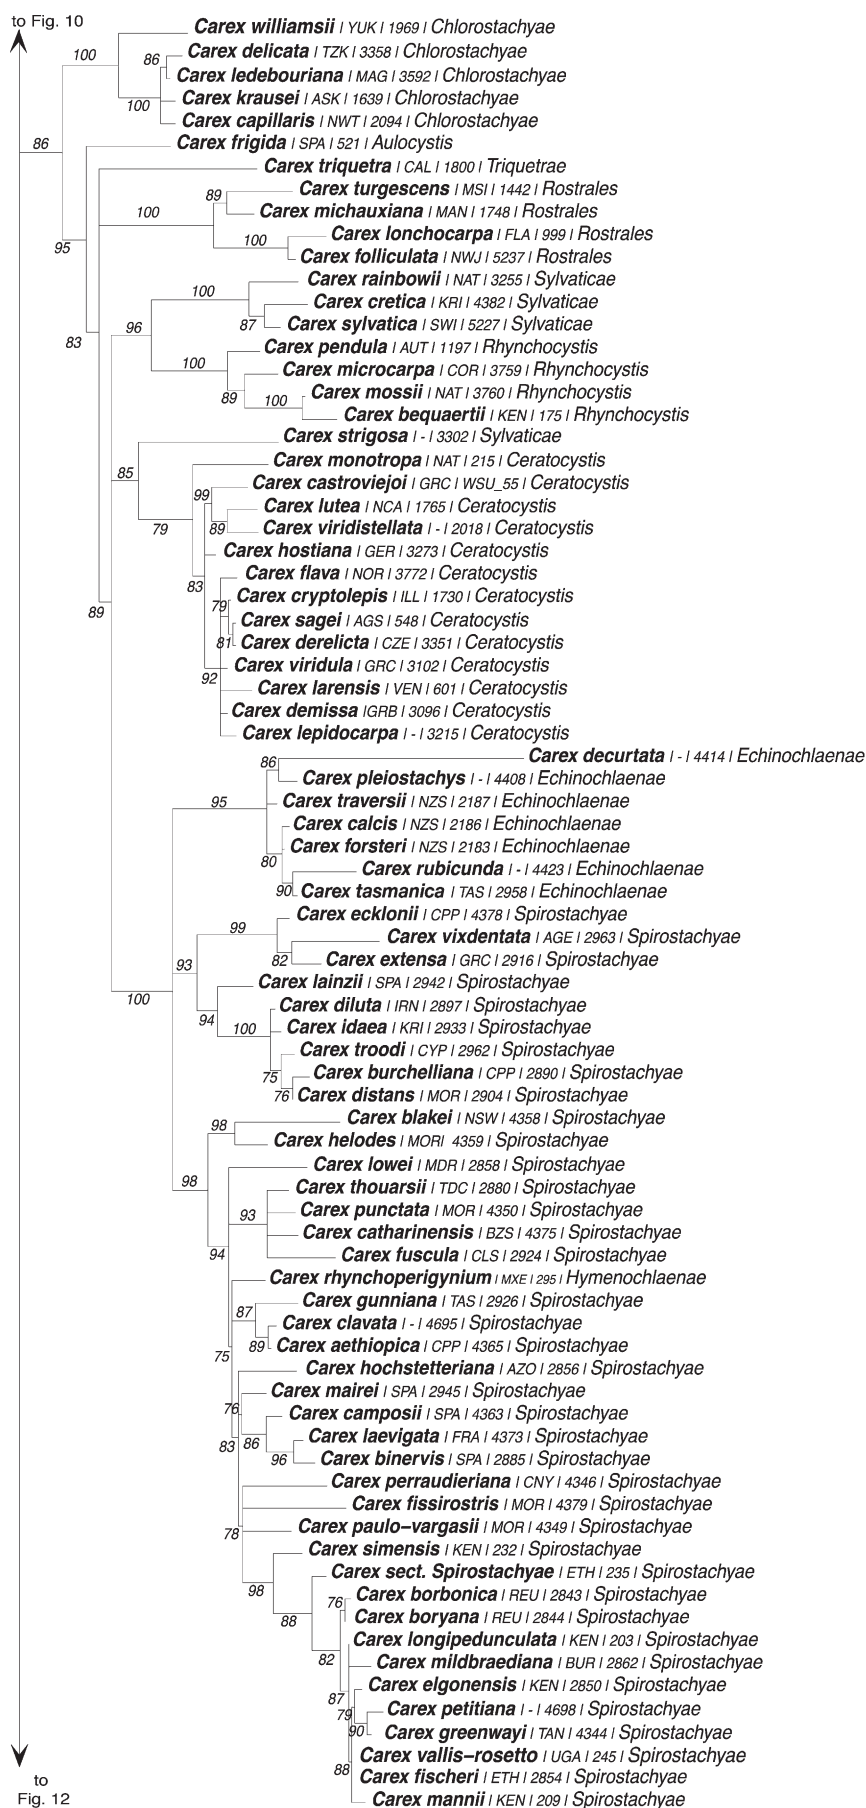 to Fig. 10
Carex williamsii | YUK | 1969 | Chlorostachyae
100
86
Carex delicata | TZK | 3358 | Chlorostachyae
Carex ledebouriana | MAG | 3592 | Chlorostachyae
Carex krausei | ASK | 1639 | Chlorostachyae
100
Carex capillaris | NWT | 2094 | Chlorostachyae
86
Carex frigida | SPA | 521 | Aulocystis
Carex triquetra | CAL | 1800 | Triquetrae
89
Carex turgescens | MSI | 1442 | Rostrales
100
Carex michauxiana | MAN | 1748 | Rostrales
95
100
Carex lonchocarpa | FLA | 999 | Rostrales
Carex folliculata | NWJ | 5237 | Rostrales
Carex rainbowii | NAT | 3255 | Sylvaticae
100
Carex cretica | KRI | 4382 | Sylvaticae
96
87
Carex sylvatica | SWI | 5227 | Sylvaticae
83
Carex pendula | AUT | 1197 | Rhynchocystis
100
Carex microcarpa | COR | 3759 | Rhynchocystis
89
100
Carex mossii | NAT | 3760 | Rhynchocystis
Carex bequaertii | KEN | 175 | Rhynchocystis
Carex strigosa | - | 3302 | Sylvaticae
85
Carex monotropa | NAT | 215 | Ceratocystis
99
Carex castroviejoi | GRC | WSU_55 | Ceratocystis
Carex lutea | NCA | 1765 | Ceratocystis
79
89
Carex viridistellata | - | 2018 | Ceratocystis
Carex hostiana | GER | 3273 | Ceratocystis
83
Carex flava | NOR | 3772 | Ceratocystis
89
79
Carex cryptolepis | ILL | 1730 | Ceratocystis
Carex sagei | AGS | 548 | Ceratocystis
81
Carex derelicta | CZE | 3351 | Ceratocystis
Carex viridula | GRC | 3102 | Ceratocystis
92
Carex larensis | VEN | 601 | Ceratocystis
Carex demissa |GRB | 3096 | Ceratocystis
Carex lepidocarpa | - | 3215 | Ceratocystis
86
Carex decurtata | - | 4414 | Echinochlaenae
Carex pleiostachys | - | 4408 | Echinochlaenae
95
Carex traversii | NZS | 2187 | Echinochlaenae
Carex calcis | NZS | 2186 | Echinochlaenae
80
Carex forsteri | NZS | 2183 | Echinochlaenae
Carex rubicunda | - | 4423 | Echinochlaenae
90
Carex tasmanica | TAS | 2958 | Echinochlaenae
Carex ecklonii | CPP | 4378 | Spirostachyae
99
Carex vixdentata | AGE | 2963 | Spirostachyae
93
82
Carex extensa | GRC | 2916 | Spirostachyae
Carex lainzii | SPA | 2942 | Spirostachyae
100
94
Carex diluta | IRN | 2897 | Spirostachyae
100
Carex idaea | KRI | 2933 | Spirostachyae
Carex troodi | CYP | 2962 | Spirostachyae
75
Carex burchelliana | CPP | 2890 | Spirostachyae
76
Carex distans | MOR | 2904 | Spirostachyae
98
Carex blakei | NSW | 4358 | Spirostachyae
Carex helodes | MOR| 4359 | Spirostachyae
Carex lowei | MDR | 2858 | Spirostachyae
98
Carex thouarsii | TDC | 2880 | Spirostachyae
93
Carex punctata | MOR | 4350 | Spirostachyae
Carex catharinensis | BZS | 4375 | Spirostachyae
94
Carex fuscula | CLS | 2924 | Spirostachyae
Carex rhynchoperigynium | MXE | 295 | Hymenochlaenae
87
Carex gunniana | TAS | 2926 | Spirostachyae
Carex clavata | - | 4695 | Spirostachyae
89
Carex aethiopica | CPP | 4365 | Spirostachyae
75
Carex hochstetteriana | AZO | 2856 | Spirostachyae
Carex mairei | SPA | 2945 | Spirostachyae
76
Carex camposii | SPA | 4363 | Spirostachyae
83
86
Carex laevigata | FRA | 4373 | Spirostachyae
96
Carex binervis | SPA | 2885 | Spirostachyae
Carex perraudieriana | CNY | 4346 | Spirostachyae
Carex fissirostris | MOR | 4379 | Spirostachyae
78
Carex paulo–vargasii | MOR | 4349 | Spirostachyae
Carex simensis | KEN | 232 | Spirostachyae
98
Carex sect. Spirostachyae | ETH | 235 | Spirostachyae
76
Carex borbonica | REU | 2843 | Spirostachyae
88
Carex boryana | REU | 2844 | Spirostachyae
Carex longipedunculata | KEN | 203 | Spirostachyae
82
Carex mildbraediana | BUR | 2862 | Spirostachyae
87
Carex elgonensis | KEN | 2850 | Spirostachyae
79
Carex petitiana | - | 4698 | Spirostachyae
90
Carex greenwayi | TAN | 4344 | Spirostachyae
Carex vallis–rosetto | UGA | 245 | Spirostachyae
88
Carex fischeri | ETH | 2854 | Spirostachyae
Carex mannii | KEN | 209 | Spirostachyae
to
Fig. 12